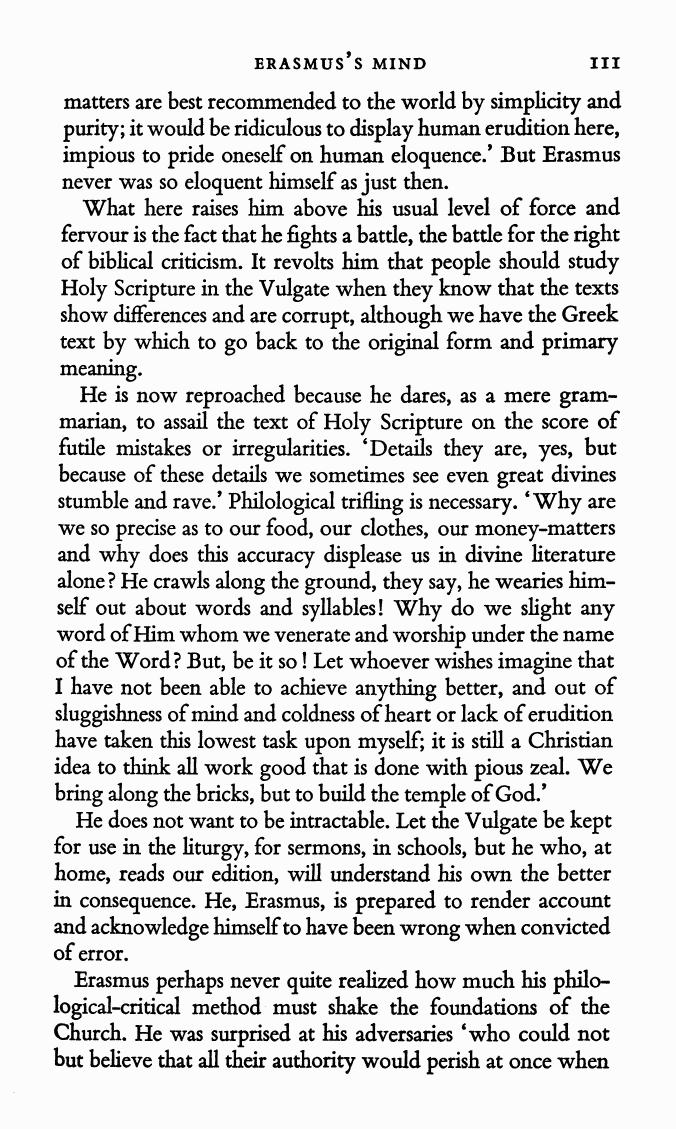 ERASMUS'S MIND 111
matters are best recommended to the world by simplicity and
purity; it would be ridiculous to display human erudition here,
impious to pride oneself on human eloquence.' But Erasmus
never was so eloquent himself as just then.
What here raises him above his usual level of force and
fervour is the fact that he fights a battle, the battle for the right
of biblical criticism. It revolts him that people should study
Holy Scripture in the Vulgate when they know that the texts
show differences and are corrupt, although we have the Greek
text by which to go back to the original form and primary
meaning.
He is now reproached because he dares, as a mere gram-
marian, to assail the text of Holy Scripture on the score of
futile mistakes or irregularities. 'Details they are, yes, but
because of these details we sometimes see even great divines
stumble and rave.' Philological trifling is necessary. 'Why are
we so precise as to our food, our clothes, our money-matters
and why does this accuracy displease us in divine literature
alone? He crawls along the ground, they say, he wearies him-
self out about words and syllables! Why do we slight any
word of Him whom we venerate and worship under the name
of the Word? But, be it so! Let whoever wishes imagine that
I have not been able to achieve anything better, and out of
sluggishness of mind and coldness of heart or lack of erudition
have taken this lowest task upon myself; it is still a Christian
idea to think all work good that is done with pious zeal. We
bring along the bricks, but to build the temple of God.'
He does not want to be intractable. Let the Vulgate be kept
for use in the liturgy, for sermons, in schools, but he who, at
home, reads our edition, will understand his own the better
in consequence. He, Erasmus, is prepared to render account
and acknowledge himself to have been wrong when convicted
of error.
Erasmus perhaps never quite realized how much his philo-
logical-critical method must shake the foundations of the
Church. He was surprised at his adversaries 'who could not
but believe that all their authority would perish at once when